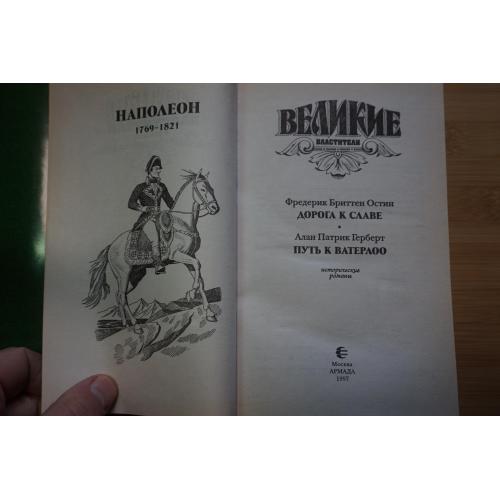 НАПОЛЕОН
1769–1821
ВЕЛИКИЕ
ВЛАСТИТЕЛИ
Фредерик Бриттен Остин
ДОРОГА К СЛАВЕ
•
Алан Патрик Герберт
ПУТЬ К ВАТЕРЛОО
исторические
романы
Москва
АРМАДА
1997